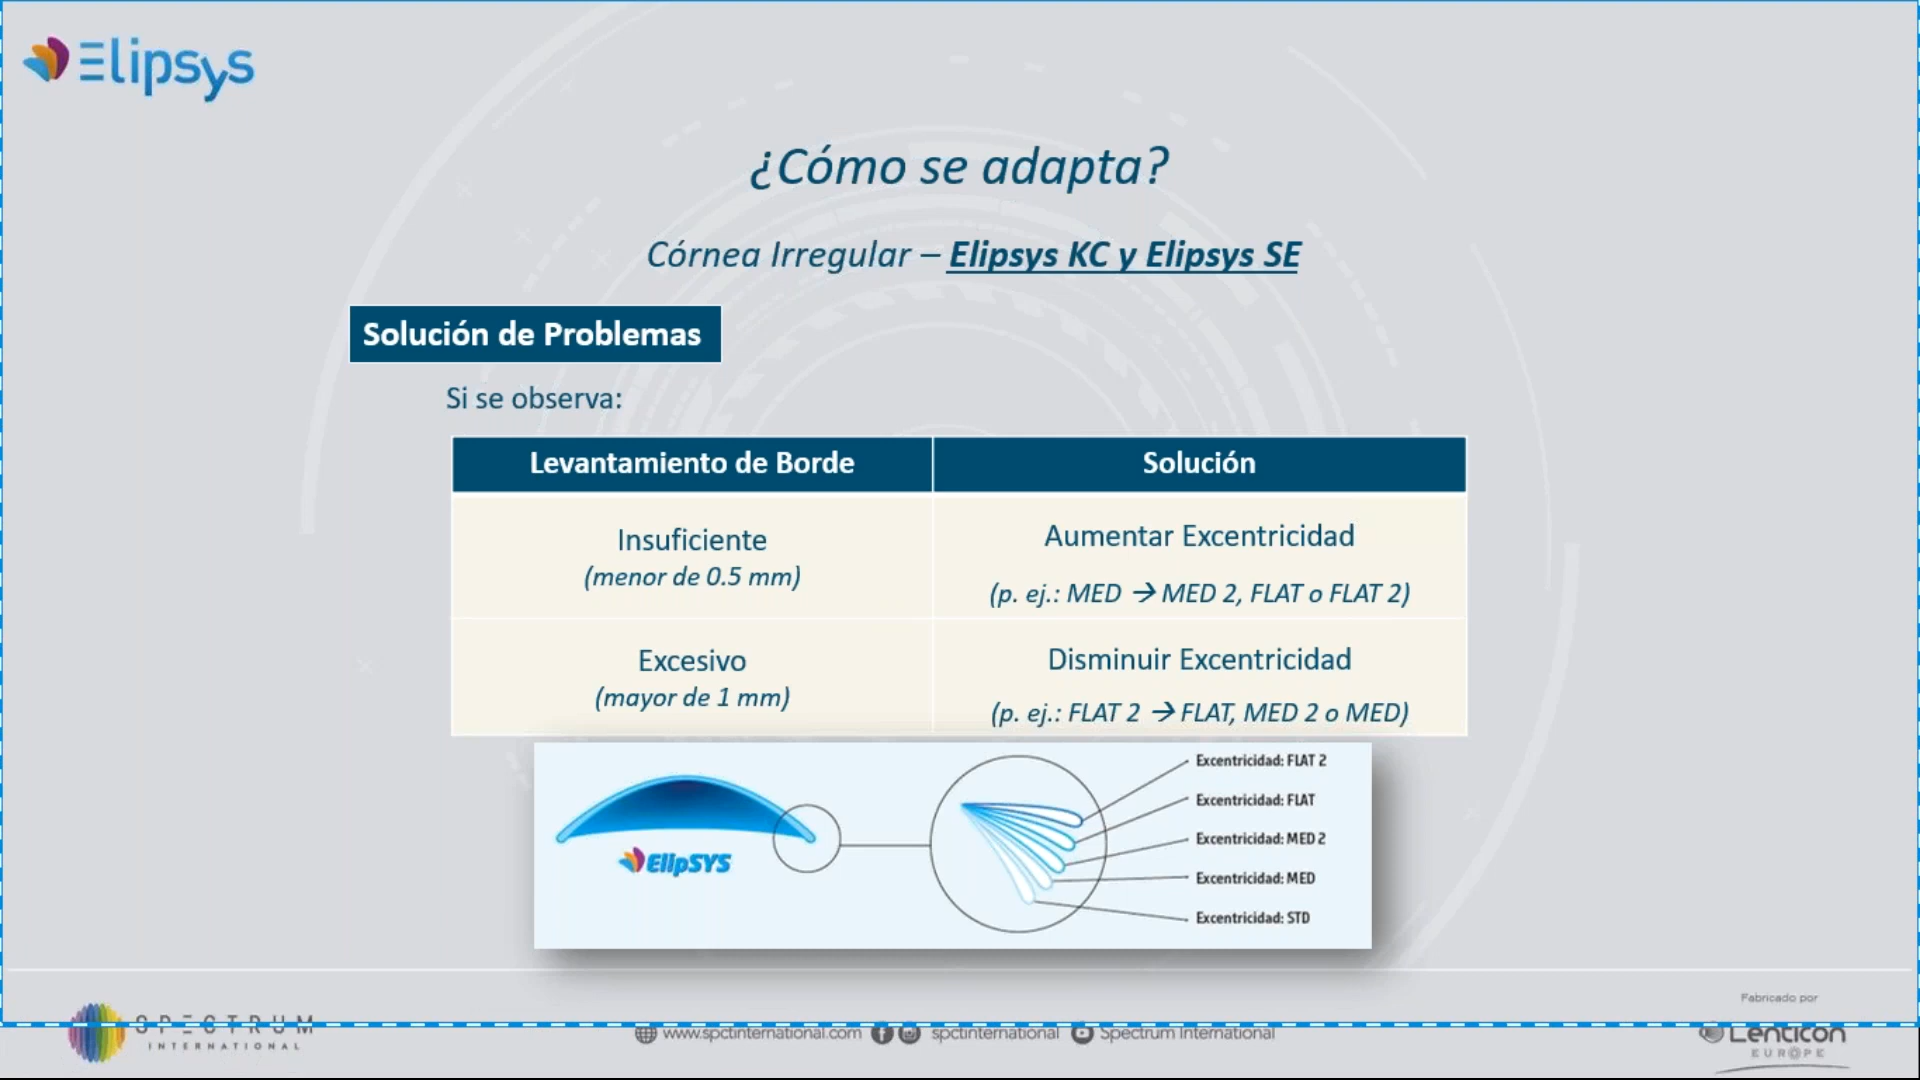 Elipsys
¿Cómo se adapta?
Córnea Irregular – Elipsys KC y Elipsys SE
Solución de Problemas
Si se observa:
Levantamiento de Borde
Solución
Insuficiente
(menor de 0.5 mm)
Aumentar Excentricidad
(p. ej.: MED → MED 2, FLAT o FLAT 2)
Excesivo
(mayor de 1 mm)
Disminuir Excentricidad
(p. ej.: FLAT 2 → FLAT, MED 2 o MED)
ElipSYS
Excentricidad: FLAT 2
Excentricidad: FLAT
Excentricidad: MED 2
Excentricidad: MED
Excentricidad: STD
SPECTRUM
INTERNATIONAL
www.spctinternational.com spctinternational Spectrum International
Fabricado por
Lenticon
EUROPE